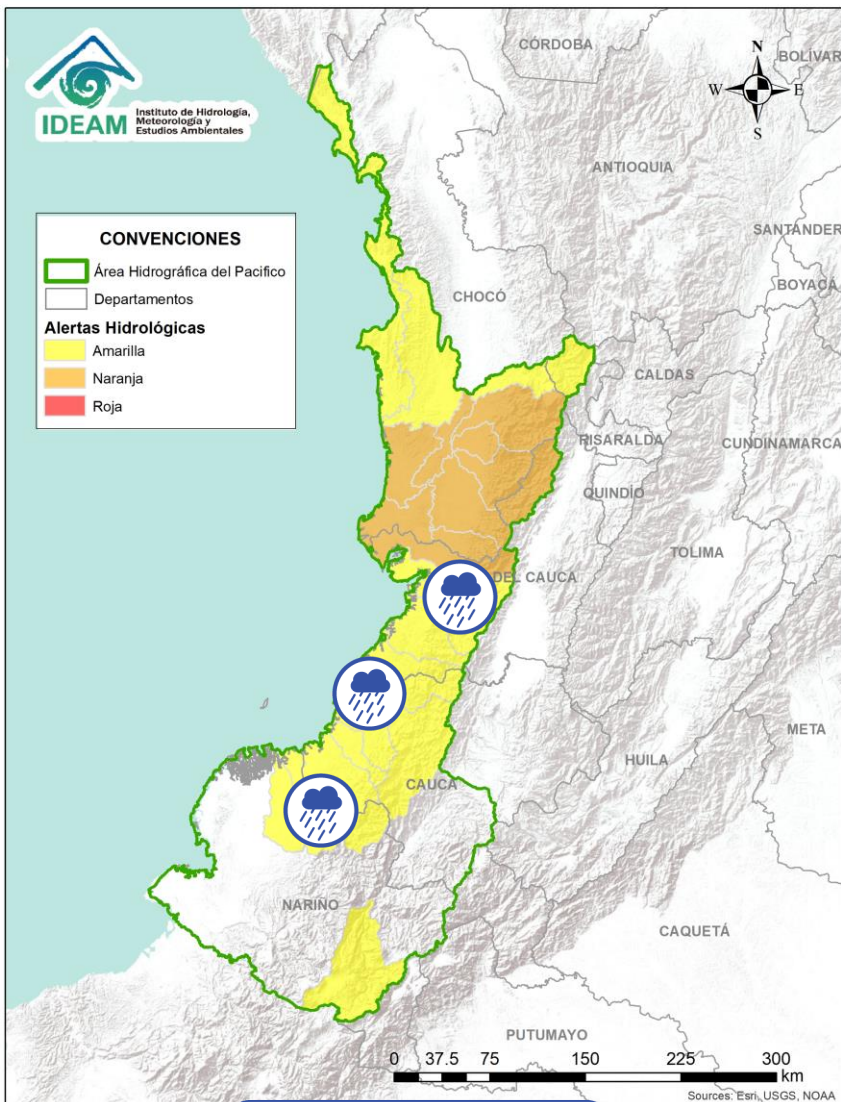 IDEAM
Instituto de Hidrología,
Meteorología y
Estudios Ambientales
CÓRDOBA
BOLÍVAR
N
W
E
S
ANTIOQUIA
SANTANDER
BOYACÁ
CONVENCIONES
Área Hidrográfica del Pacifico
Departamentos
Alertas Hidrológicas
Amarilla
Naranja
Roja
CHOCÓ
CALDAS
RISARALDA
CUNDINAMARCA
QUINDÍO
TOLIMA
DEL CAUCA
META
HUILA
CAUCA
NARIÑO
CAQUETÁ
PUTUMAYO
0 37.5 75 150 225 300
km
Sources: Esri, USGS, NOAA